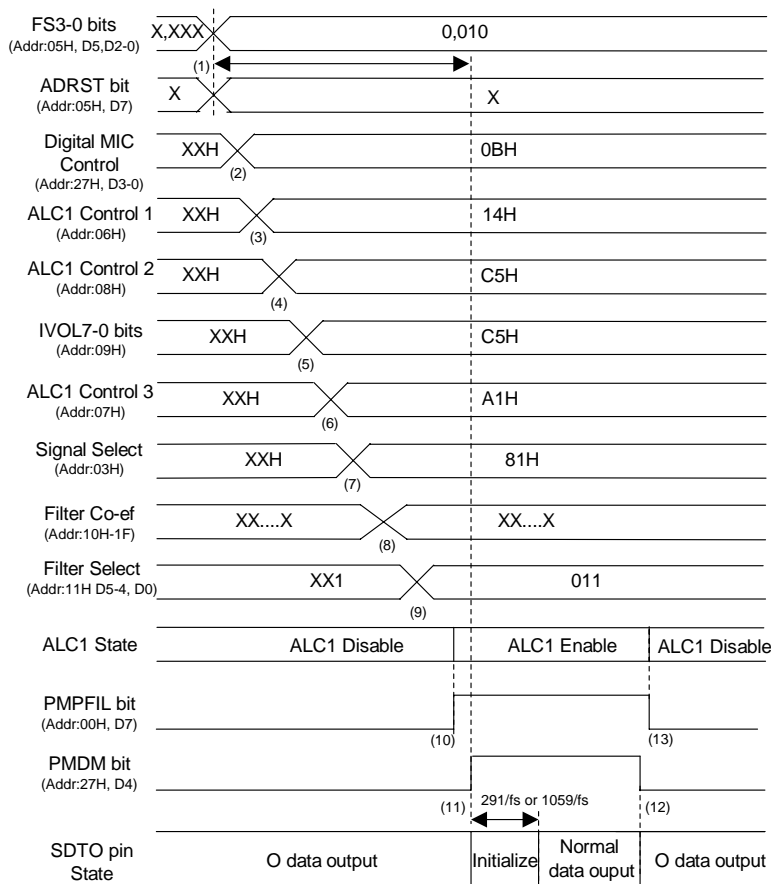 FS3-0 bits
(Addr:05H, D5,D2-0)
X,XXX
0,010
(1)
ADRST bit
(Addr:05H, D7)
X
X
Digital MIC
Control
(Addr:27H, D3-0)
XXH
0BH
(2)
ALC1 Control 1
(Addr:06H)
XXH
14H
(3)
ALC1 Control 2
(Addr:08H)
XXH
C5H
(4)
IVOL7-0 bits
(Addr:09H)
XXH
C5H
(5)
ALC1 Control 3
(Addr:07H)
XXH
A1H
(6)
Signal Select
(Addr:03H)
XXH
81H
(7)
Filter Co-ef
(Addr:10H-1F)
XX....X
XX....X
(8)
Filter Select
(Addr:11H D5-4, D0)
XX1
011
(9)
ALC1 State
ALC1 Disable
ALC1 Enable
ALC1 Disable
PMPFIL bit
(Addr:00H, D7)
(10)
(13)
PMDM bit
(Addr:27H, D4)
(11)
291/fs or 1059/fs
(12)
SDTO pin
State
O data output
Initialize
Normal
data ouput
O data output